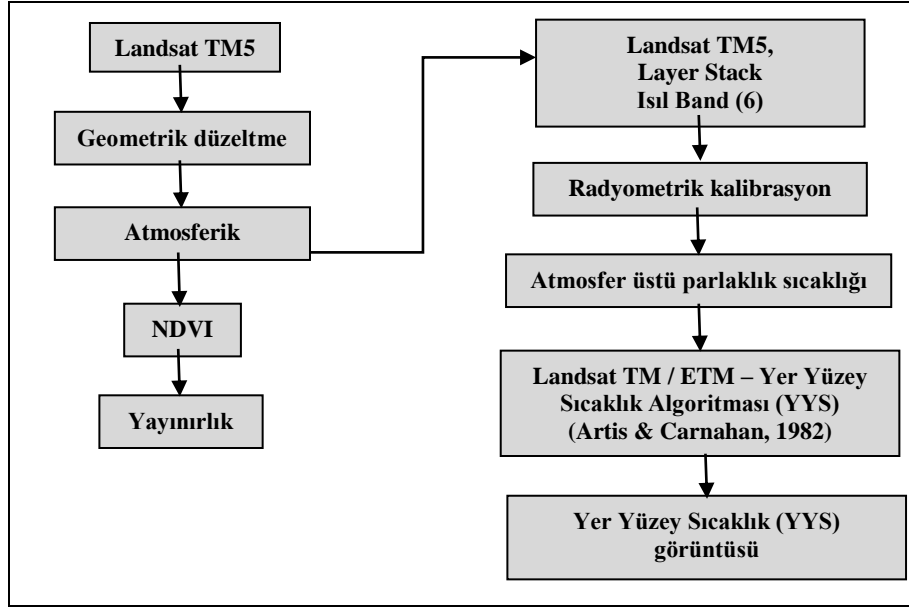 Landsat TM5
Geometrik düzeltme
Atmosferik
NDVI
Yayınırlık
Landsat TM5,
Layer Stack
Isıl Band (6)
Radyometrik kalibrasyon
Atmosfer üstü parlaklık sıcaklığı
Landsat TM / ETM – Yer Yüzey
Sıcaklık Algoritması (YYS)
(Artis & Carnahan, 1982)
Yer Yüzey Sıcaklık (YYS)
görüntüsü